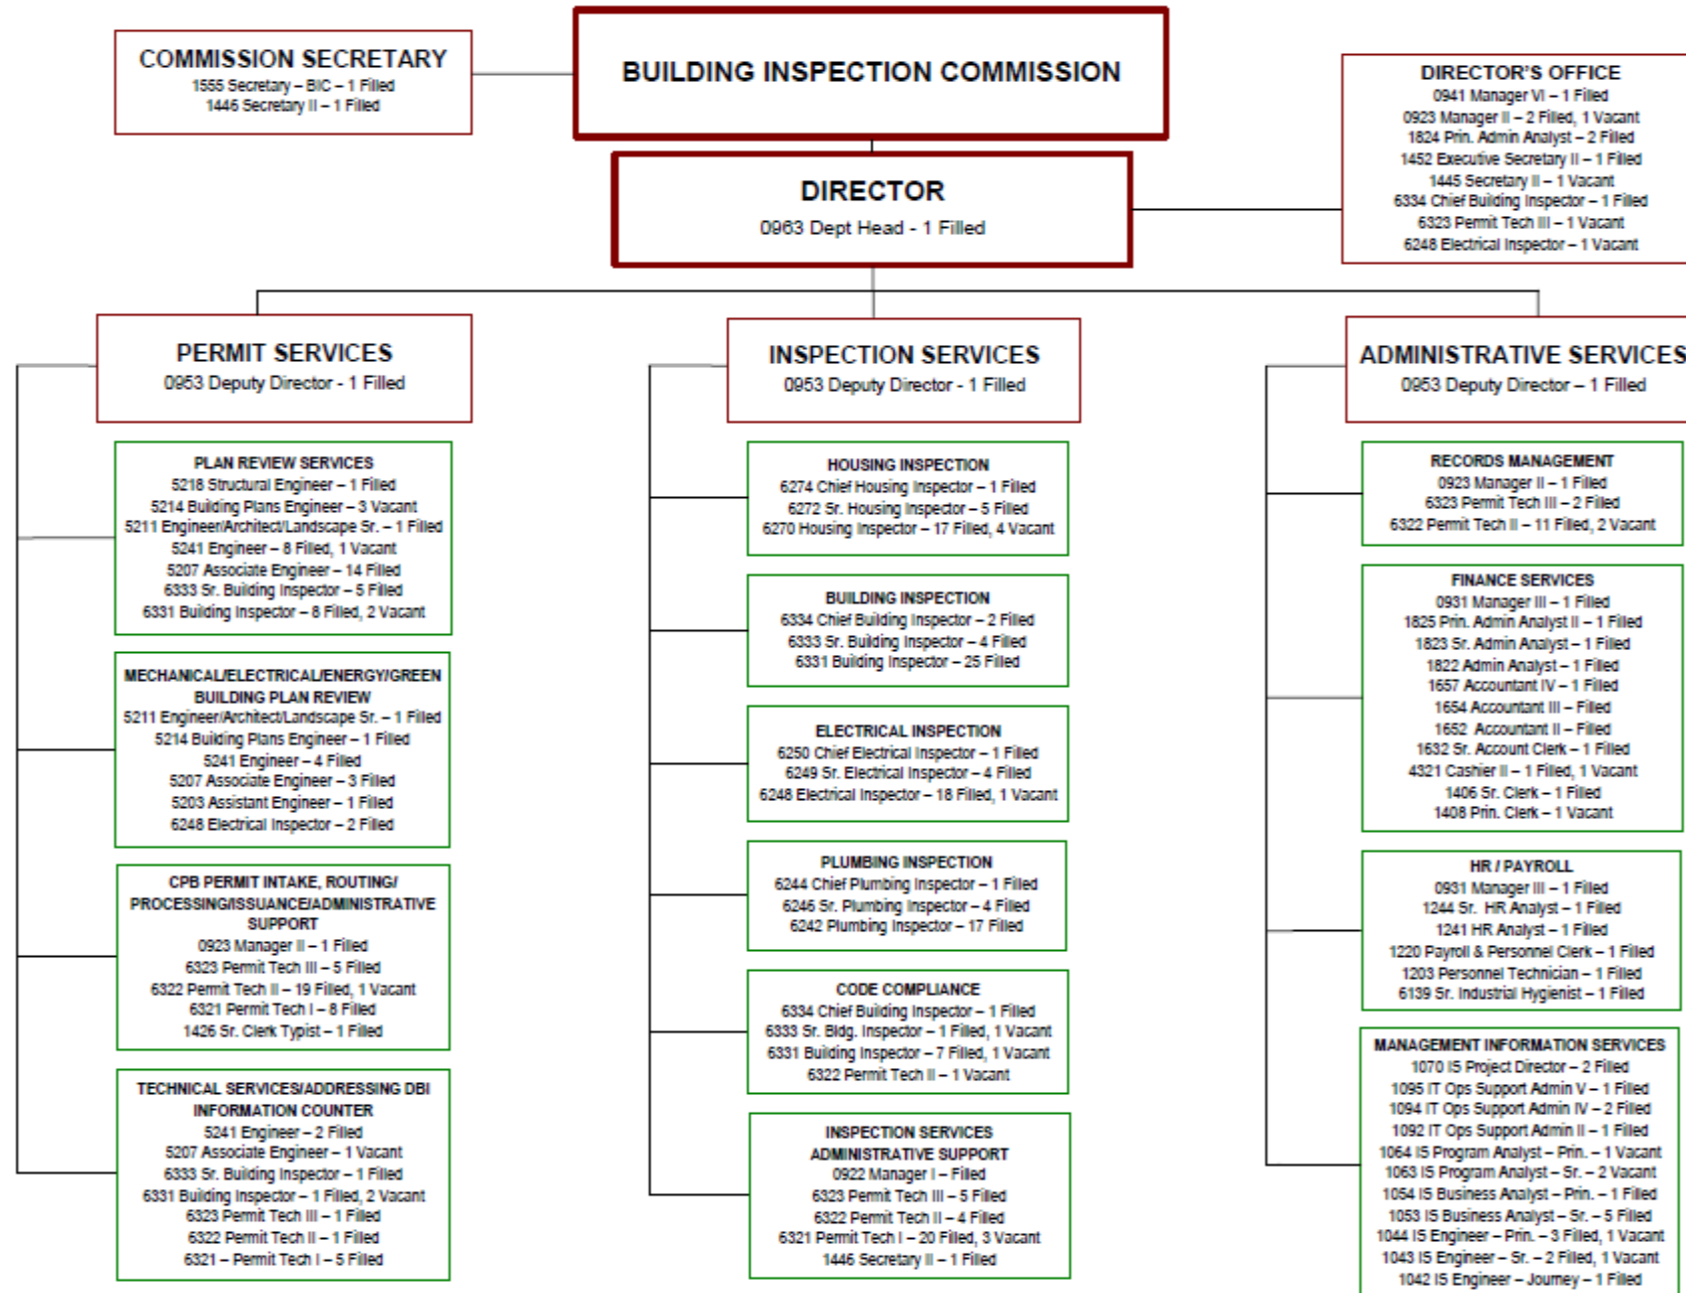 COMMISSION SECRETARY
1555 Secretary – BIC – 1 Filled
1446 Secretary II – 1 Filled
BUILDING INSPECTION COMMISSION
DIRECTOR'S OFFICE
0941 Manager VI – 1 Filled
0923 Manager II – 2 Filled, 1 Vacant
1824 Prin. Admin Analyst – 2 Filled
1452 Executive Secretary II – 1 Filled
1445 Secretary II – 1 Vacant
6334 Chief Building Inspector – 1 Filled
6323 Permit Tech III – 1 Vacant
6248 Electrical Inspector – 1 Vacant
DIRECTOR
0963 Dept Head - 1 Filled
PERMIT SERVICES
0953 Deputy Director - 1 Filled
PLAN REVIEW SERVICES
5218 Structural Engineer – 1 Filled
5214 Building Plans Engineer – 3 Vacant
5211 Engineer/Architect/Landscape Sr. – 1 Filled
5241 Engineer – 8 Filled, 1 Vacant
5207 Associate Engineer – 14 Filled
6333 Sr. Building Inspector – 5 Filled
6331 Building Inspector – 8 Filled, 2 Vacant
MECHANICAL/ELECTRICAL/ENERGY/GREEN
BUILDING PLAN REVIEW
5211 Engineer/Architect/Landscape Sr. – 1 Filled
5214 Building Plans Engineer – 1 Filled
5241 Engineer – 4 Filled
5207 Associate Engineer – 3 Filled
5203 Assistant Engineer – 1 Filled
6248 Electrical Inspector – 2 Filled
CPB PERMIT INTAKE, ROUTING/
PROCESSING/ISSUANCE/ADMINISTRATIVE
SUPPORT
0923 Manager II – 1 Filled
6323 Permit Tech III – 5 Filled
6322 Permit Tech II – 19 Filled, 1 Vacant
6321 Permit Tech I – 8 Filled
1426 Sr. Clerk Typist – 1 Filled
TECHNICAL SERVICES/ADDRESSING DBI
INFORMATION COUNTER
5241 Engineer – 2 Filled
5207 Associate Engineer – 1 Vacant
6333 Sr. Building Inspector – 1 Filled
6331 Building Inspector – 1 Filled, 2 Vacant
6323 Permit Tech III – 1 Filled
6322 Permit Tech II – 1 Filled
6321 – Permit Tech I – 5 Filled
INSPECTION SERVICES
0953 Deputy Director - 1 Filled
HOUSING INSPECTION
6274 Chief Housing Inspector – 1 Filled
6272 Sr. Housing Inspector – 5 Filled
6270 Housing Inspector – 17 Filled, 4 Vacant
BUILDING INSPECTION
6334 Chief Building Inspector – 2 Filled
6333 Sr. Building Inspector – 4 Filled
6331 Building Inspector – 25 Filled
ELECTRICAL INSPECTION
6250 Chief Electrical Inspector – 1 Filled
6249 Sr. Electrical Inspector – 4 Filled
6248 Electrical Inspector – 18 Filled, 1 Vacant
PLUMBING INSPECTION
6244 Chief Plumbing Inspector – 1 Filled
6246 Sr. Plumbing Inspector – 4 Filled
6242 Plumbing Inspector – 17 Filled
CODE COMPLIANCE
6334 Chief Building Inspector – 1 Filled
6333 Sr. Bldg. Inspector – 1 Filled, 1 Vacant
6331 Building Inspector – 7 Filled, 1 Vacant
6322 Permit Tech II – 1 Vacant
INSPECTION SERVICES
ADMINISTRATIVE SUPPORT
0922 Manager I – Filled
6323 Permit Tech III – 5 Filled
6322 Permit Tech II – 4 Filled
6321 Permit Tech I – 20 Filled, 3 Vacant
1446 Secretary II – 1 Filled
ADMINISTRATIVE SERVICES
0953 Deputy Director – 1 Filled
RECORDS MANAGEMENT
0923 Manager II – 1 Filled
6323 Permit Tech III – 2 Filled
6322 Permit Tech II – 11 Filled, 2 Vacant
FINANCE SERVICES
0931 Manager III – 1 Filled
1825 Prin. Admin Analyst II – 1 Filled
1823 Sr. Admin Analyst – 1 Filled
1822 Admin Analyst – 1 Filled
1657 Accountant IV – 1 Filled
1654 Accountant III – Filled
1652 Accountant II – Filled
1632 Sr. Account Clerk – 1 Filled
4321 Cashier II – 1 Filled, 1 Vacant
1406 Sr. Clerk – 1 Filled
1408 Prin. Clerk – 1 Vacant
HR / PAYROLL
0931 Manager III – 1 Filled
1244 Sr. HR Analyst – 1 Filled
1241 HR Analyst – 1 Filled
1220 Payroll & Personnel Clerk – 1 Filled
1203 Personnel Technician – 1 Filled
6139 Sr. Industrial Hygienist – 1 Filled
MANAGEMENT INFORMATION SERVICES
1070 IS Project Director – 2 Filled
1095 IT Ops Support Admin V – 1 Filled
1094 IT Ops Support Admin IV – 2 Filled
1092 IT Ops Support Admin II – 1 Filled
1064 IS Program Analyst – Prin. – 1 Vacant
1063 IS Program Analyst – Sr. – 2 Vacant
1054 IS Business Analyst – Prin. – 1 Filled
1053 IS Business Analyst – Sr. – 5 Filled
1044 IS Engineer – Prin. – 3 Filled, 1 Vacant
1043 IS Engineer – Sr. – 2 Filled, 1 Vacant
1042 IS Engineer – Journey – 1 Filled